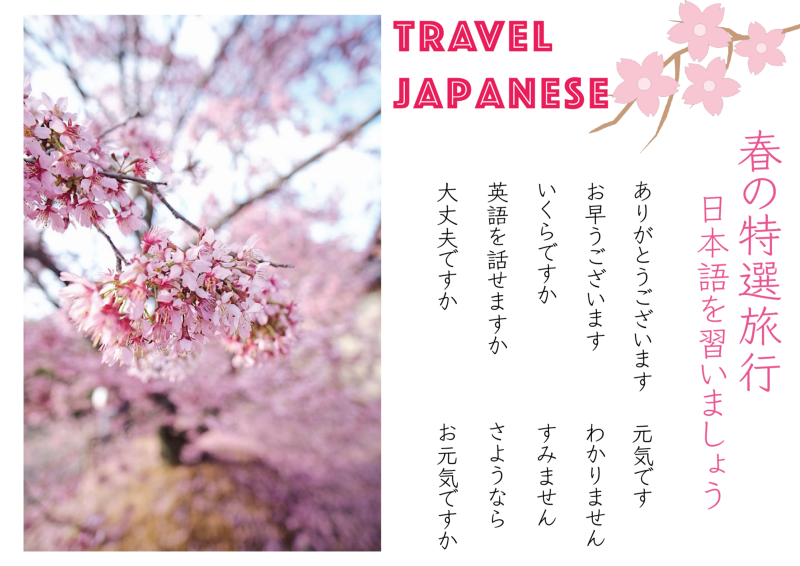 TRAVEL
JAPANESE
春の特選旅行
日本語を習いましょう
ありがとうございます
お早うございます
いくらですか
英語を話せますか
大丈夫ですか
元気です
わかりません
すみません
さようなら
お元気ですか